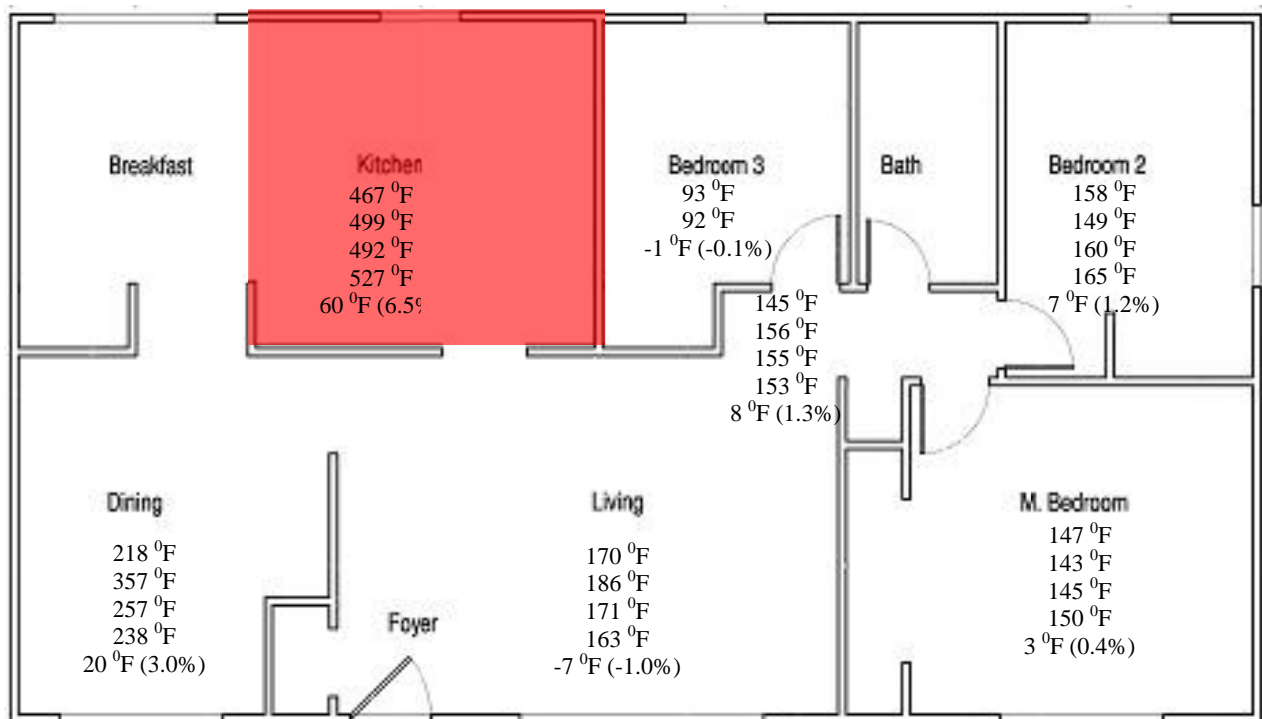 Breakfast
Kitchen
467 ⁰F
499 ⁰F
492 ⁰F
527 ⁰F
60 ⁰F (6.5%
Bedroom 3
93 ⁰F
92 ⁰F
-1 ⁰F (-0.1%)
Bath
Bedroom 2
158 ⁰F
149 ⁰F
160 ⁰F
165 ⁰F
7 ⁰F (1.2%)
145 ⁰F
156 ⁰F
155 ⁰F
153 ⁰F
8 ⁰F (1.3%)
Dining
218 ⁰F
357 ⁰F
257 ⁰F
238 ⁰F
20 ⁰F (3.0%)
Foyer
Living
170 ⁰F
186 ⁰F
171 ⁰F
163 ⁰F
-7 ⁰F (-1.0%)
M. Bedroom
147 ⁰F
143 ⁰F
145 ⁰F
150 ⁰F
3 ⁰F (0.4%)